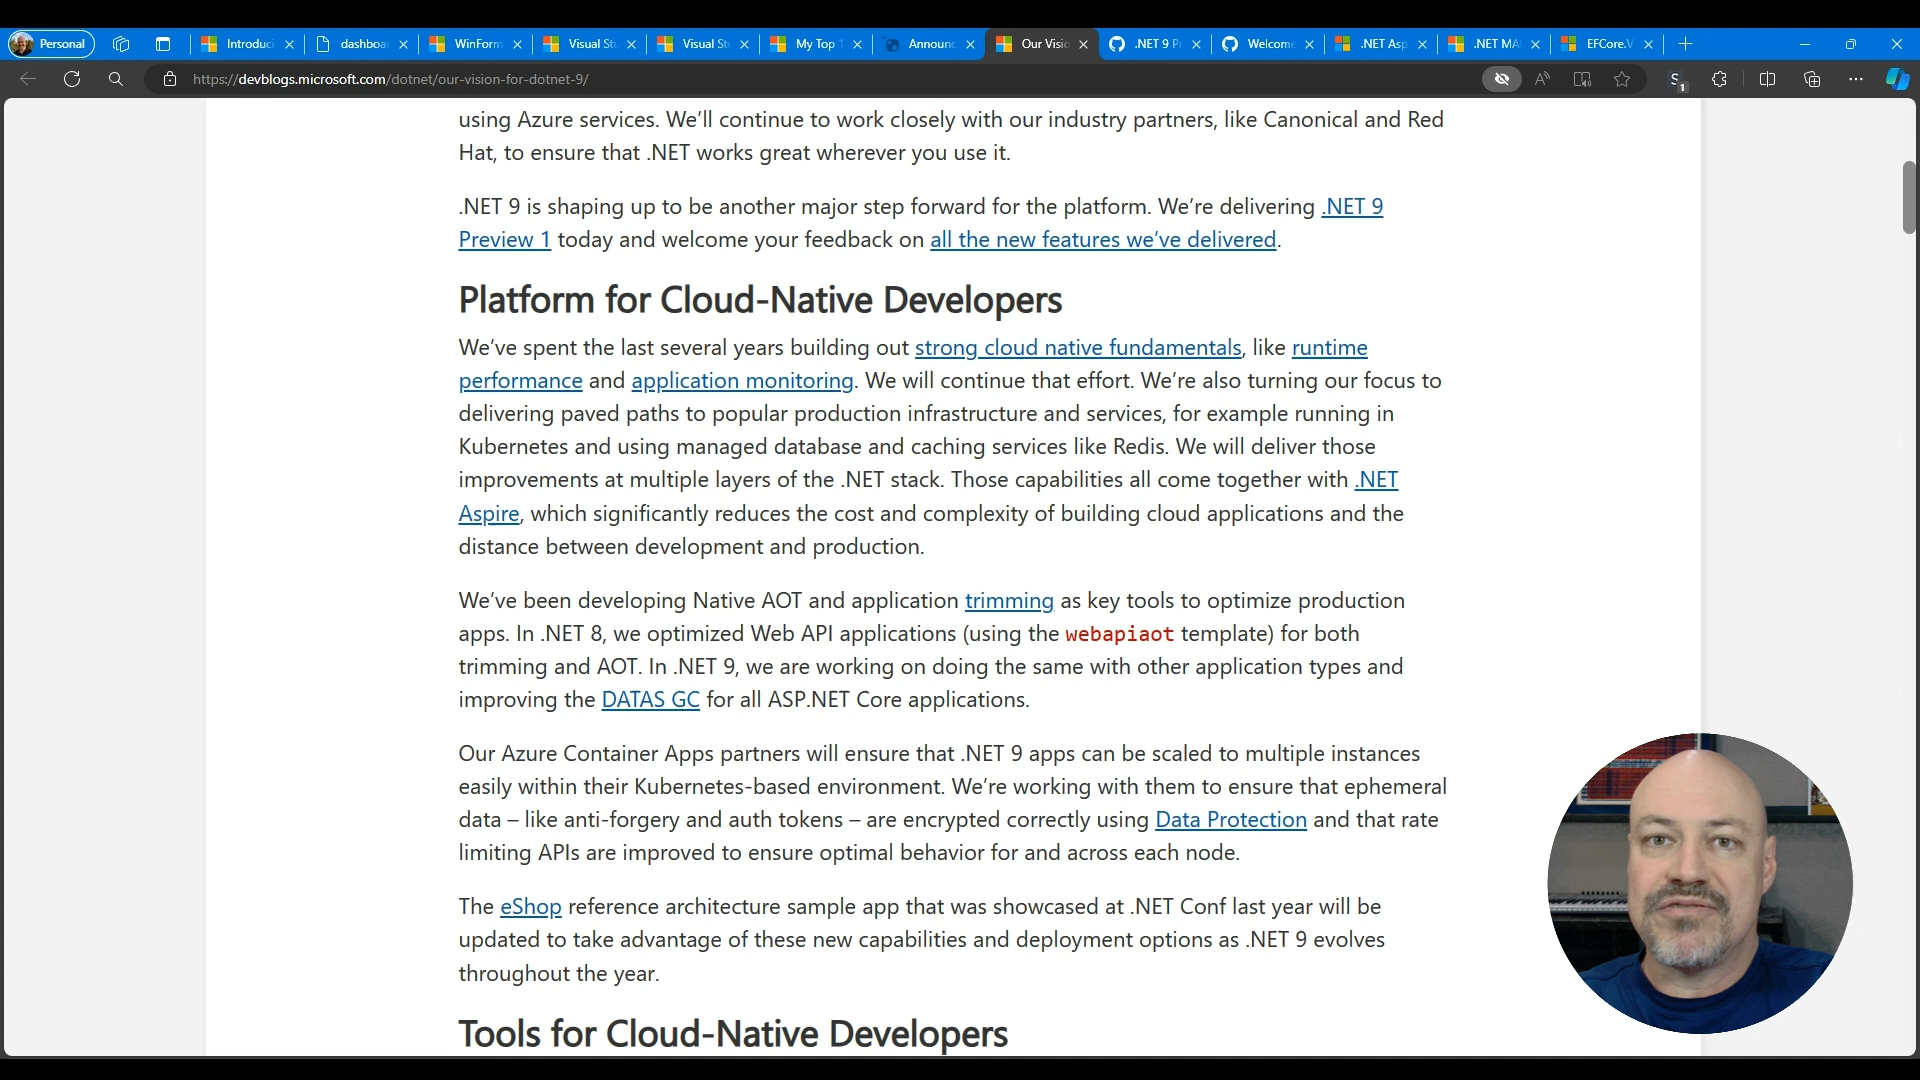 Personal
Introduci
dashboar
WinForm
Visual Stu
Visual Stu
My Top 1
Announc
Our Visio
.NET 9 Pr
Welcome
.NET Asp
.NET MA
EFCore.V
https://devblogs.microsoft.com/dotnet/our-vision-for-dotnet-9/
using Azure services. We’ll continue to work closely with our industry partners, like Canonical and Red
Hat, to ensure that .NET works great wherever you use it.
.NET 9 is shaping up to be another major step forward for the platform. We’re delivering .NET 9
Preview 1 today and welcome your feedback on all the new features we’ve delivered.
Platform for Cloud-Native Developers
We’ve spent the last several years building out strong cloud native fundamentals, like runtime
performance and application monitoring. We will continue that effort. We’re also turning our focus to
delivering paved paths to popular production infrastructure and services, for example running in
Kubernetes and using managed database and caching services like Redis. We will deliver those
improvements at multiple layers of the .NET stack. Those capabilities all come together with .NET
Aspire, which significantly reduces the cost and complexity of building cloud applications and the
distance between development and production.
We’ve been developing Native AOT and application trimming as key tools to optimize production
apps. In .NET 8, we optimized Web API applications (using the webapiaot template) for both
trimming and AOT. In .NET 9, we are working on doing the same with other application types and
improving the DATAS GC for all ASP.NET Core applications.
Our Azure Container Apps partners will ensure that .NET 9 apps can be scaled to multiple instances
easily within their Kubernetes-based environment. We’re working with them to ensure that ephemeral
data – like anti-forgery and auth tokens – are encrypted correctly using Data Protection and that rate
limiting APIs are improved to ensure optimal behavior for and across each node.
The eShop reference architecture sample app that was showcased at .NET Conf last year will be
updated to take advantage of these new capabilities and deployment options as .NET 9 evolves
throughout the year.
Tools for Cloud-Native Developers